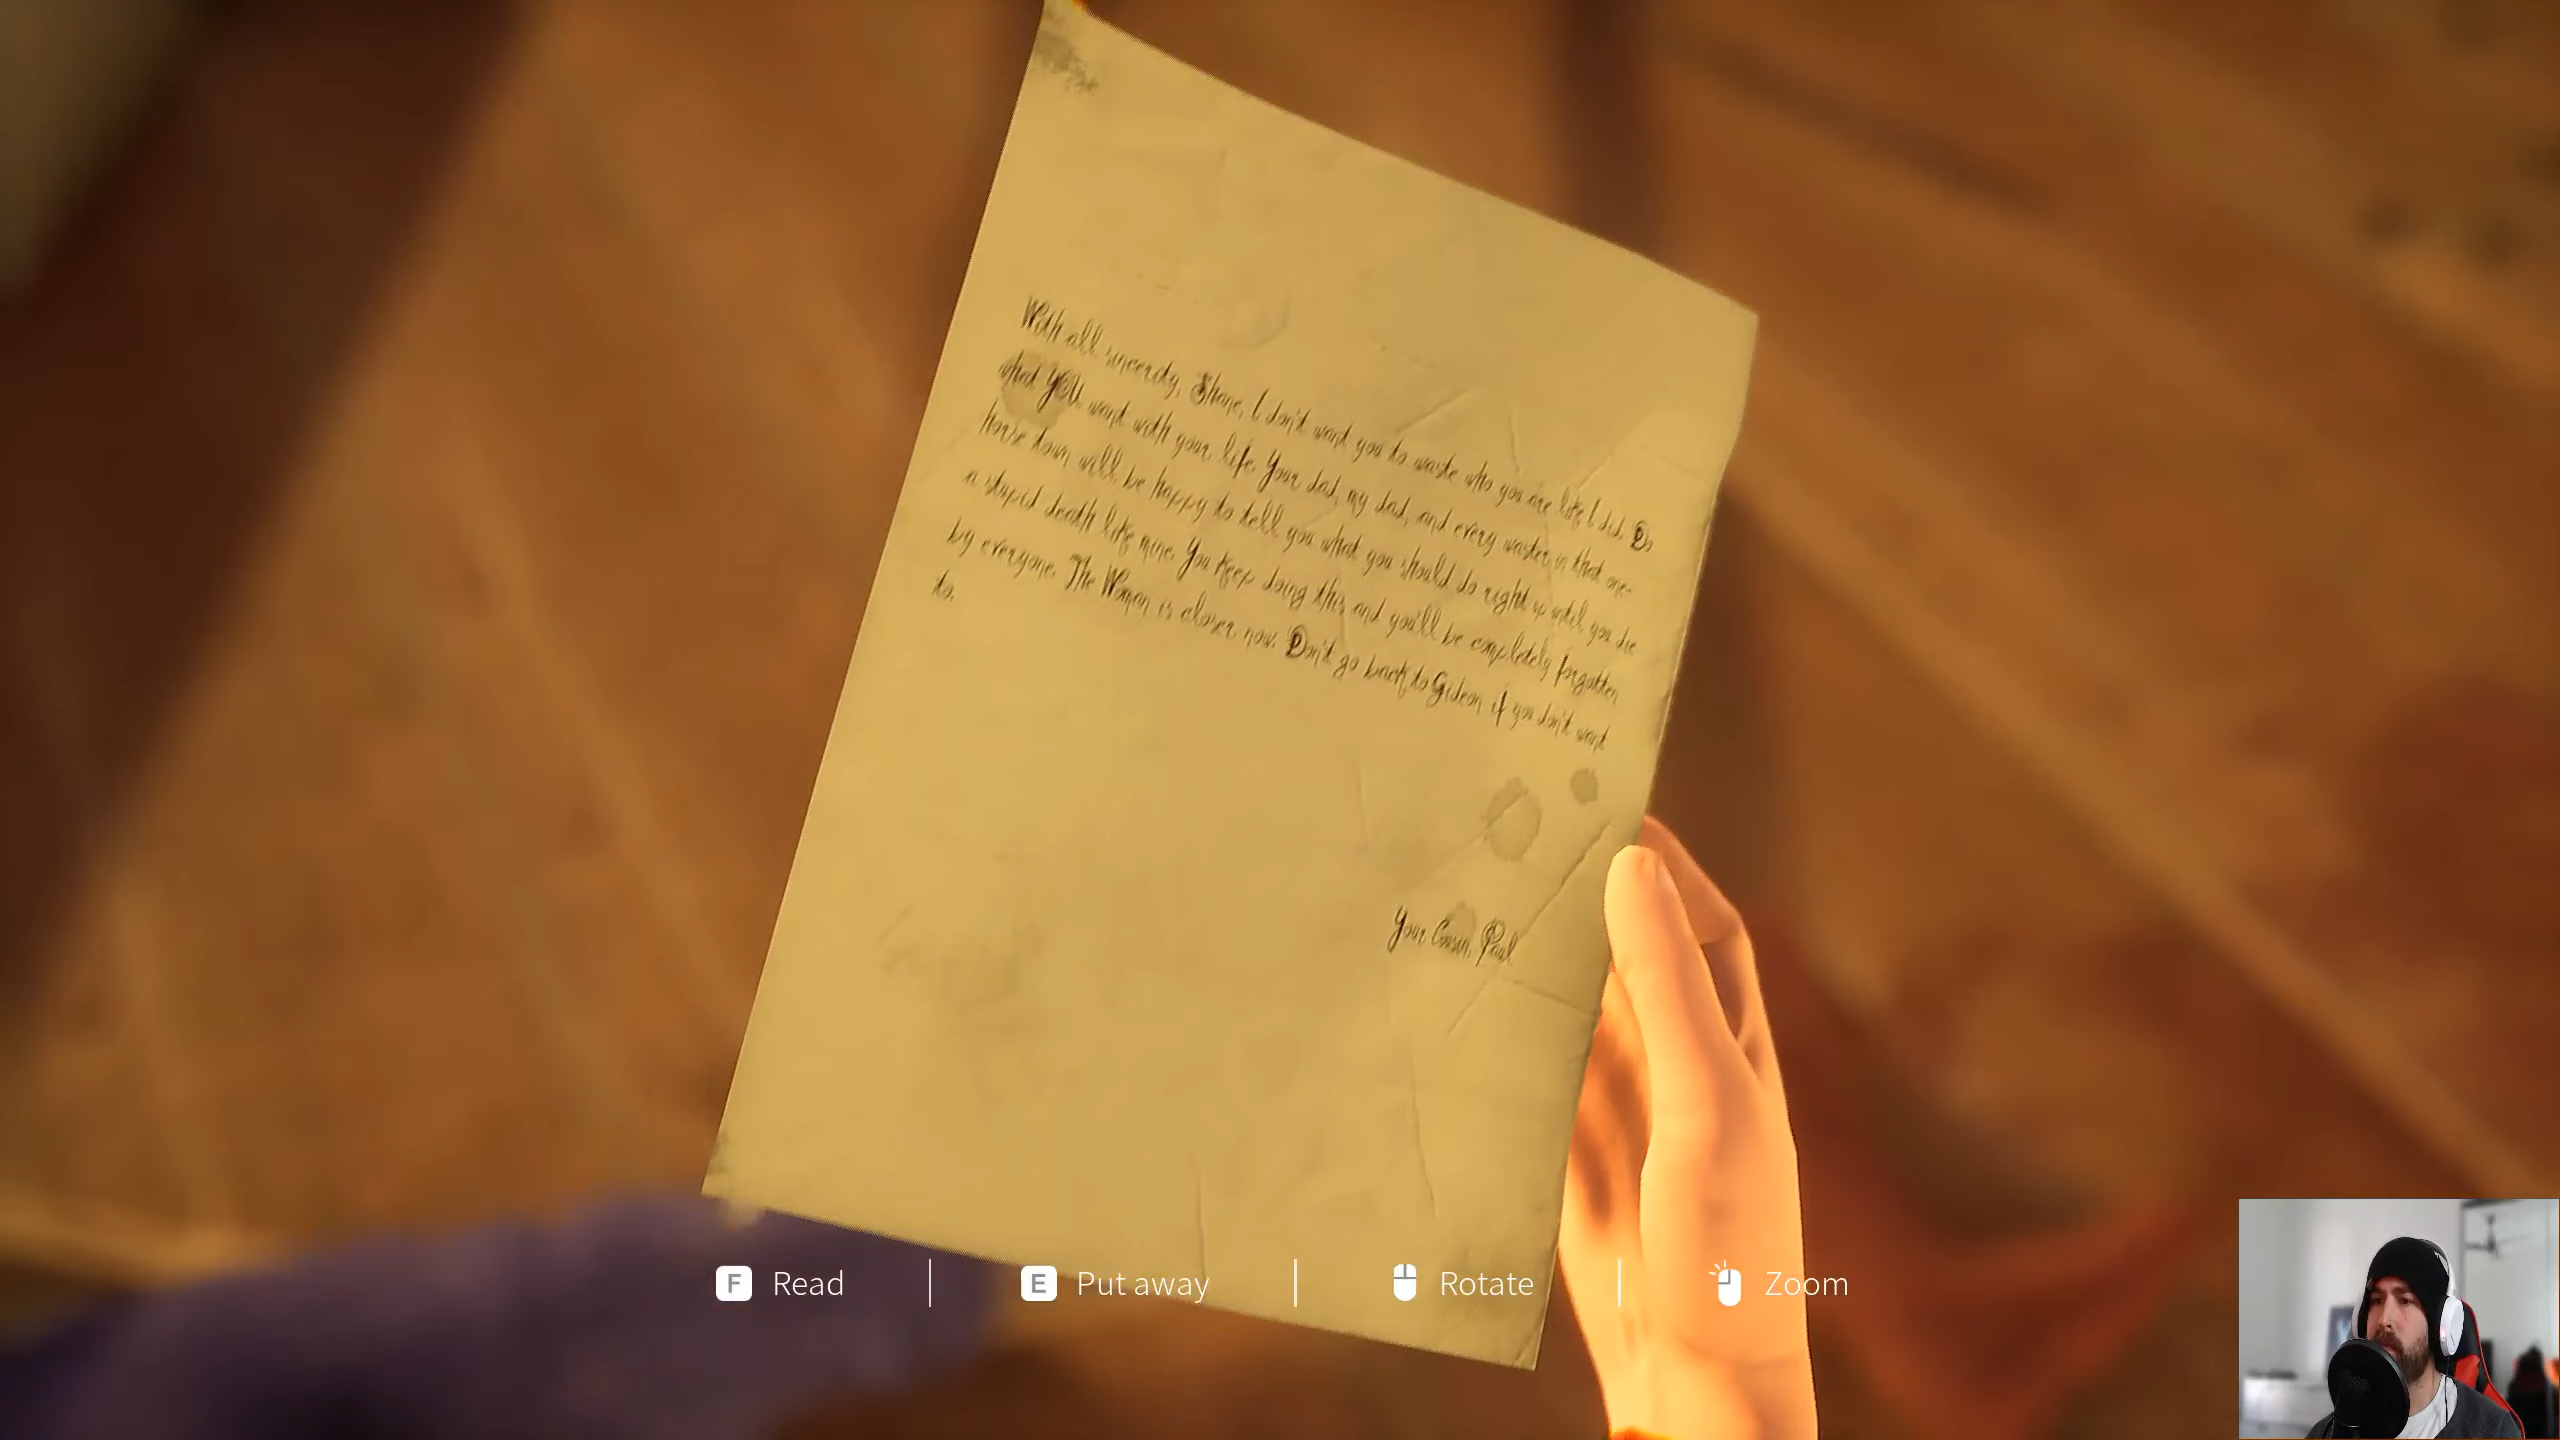 With all sincerity, Shane, I don't want you to waste who you are like I did. Do
what YOU want with your life. Your dad, my dad, and every waster in that one-
horse town will be happy to tell you what you should do right up until you die
a stupid death like mine. You keep doing this and you'll be completely forgotten
by everyone. The Woman is closer now. Don't go back to Gideon if you don't want
to.
Your Cousin, Paul
F Read
E Put away
Rotate
Zoom